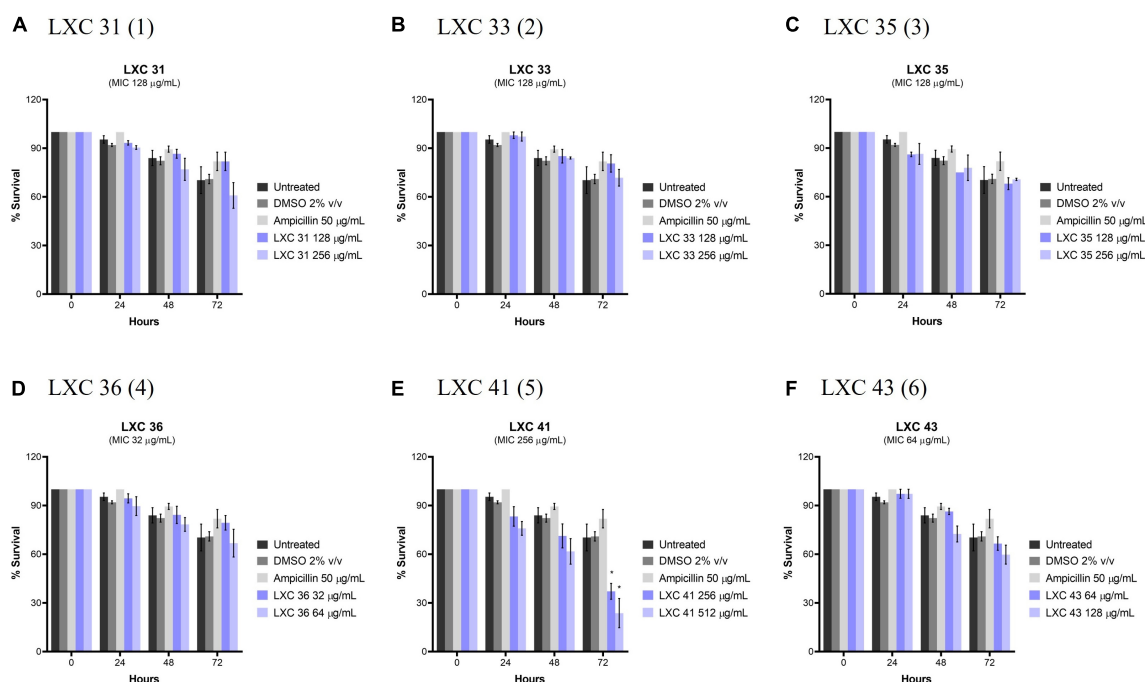 A LXC 31 (1)
LXC 31
(MIC 128 μg/mL)
120
90
60
30
0
% Survival
0 24 48 72
Hours
Untreated
DMSO 2% v/v
Ampicillin 50 μg/mL
LXC 31 128 μg/mL
LXC 31 256 μg/mL
B LXC 33 (2)
LXC 33
(MIC 128 μg/mL)
120
90
60
30
0
% Survival
0 24 48 72
Hours
Untreated
DMSO 2% v/v
Ampicillin 50 μg/mL
LXC 33 128 μg/mL
LXC 33 256 μg/mL
C LXC 35 (3)
LXC 35
(MIC 128 μg/mL)
120
90
60
30
0
% Survival
0 24 48 72
Hours
Untreated
DMSO 2% v/v
Ampicillin 50 μg/mL
LXC 35 128 μg/mL
LXC 35 256 μg/mL
D LXC 36 (4)
LXC 36
(MIC 32 μg/mL)
120
90
60
30
0
% Survival
0 24 48 72
Hours
Untreated
DMSO 2% v/v
Ampicillin 50 μg/mL
LXC 36 32 μg/mL
LXC 36 64 μg/mL
E LXC 41 (5)
LXC 41
(MIC 256 μg/mL)
120
90
60
30
0
% Survival
* *
0 24 48 72
Hours
Untreated
DMSO 2% v/v
Ampicillin 50 μg/mL
LXC 41 256 μg/mL
LXC 41 512 μg/mL
F LXC 43 (6)
LXC 43
(MIC 64 μg/mL)
120
90
60
30
0
% Survival
0 24 48 72
Hours
Untreated
DMSO 2% v/v
Ampicillin 50 μg/mL
LXC 43 64 μg/mL
LXC 43 128 μg/mL